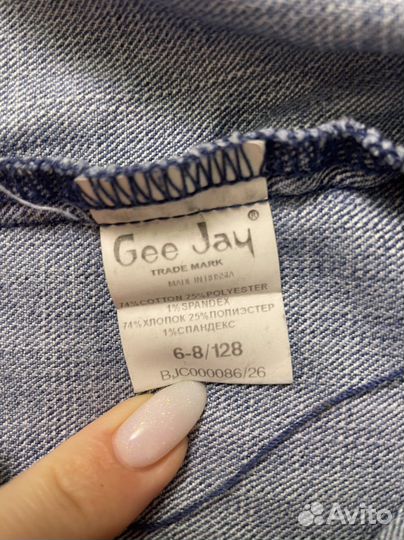 Gee Jay®
TRADE MARK
MADE IN RUSSIA
74%COTTON 25%POLYESTER
1%SPANDEX
74%ХЛОПОК 25%ПОЛИЭСТЕР
1%СПАНДЕКС
6-8/128
BJC000086/26
Avito